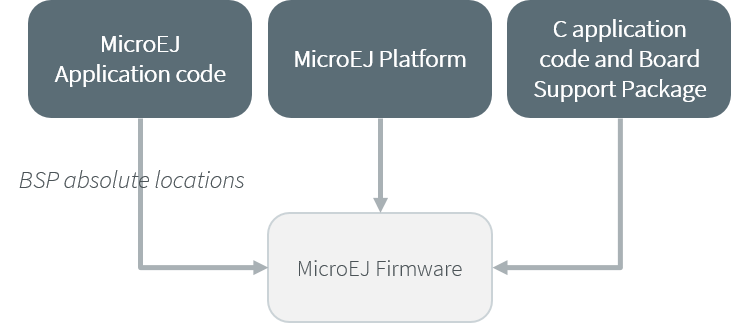 MicroEJ
Application code
MicroEJ Platform
C application
code and Board
Support Package
BSP absolute locations
MicroEJ Firmware